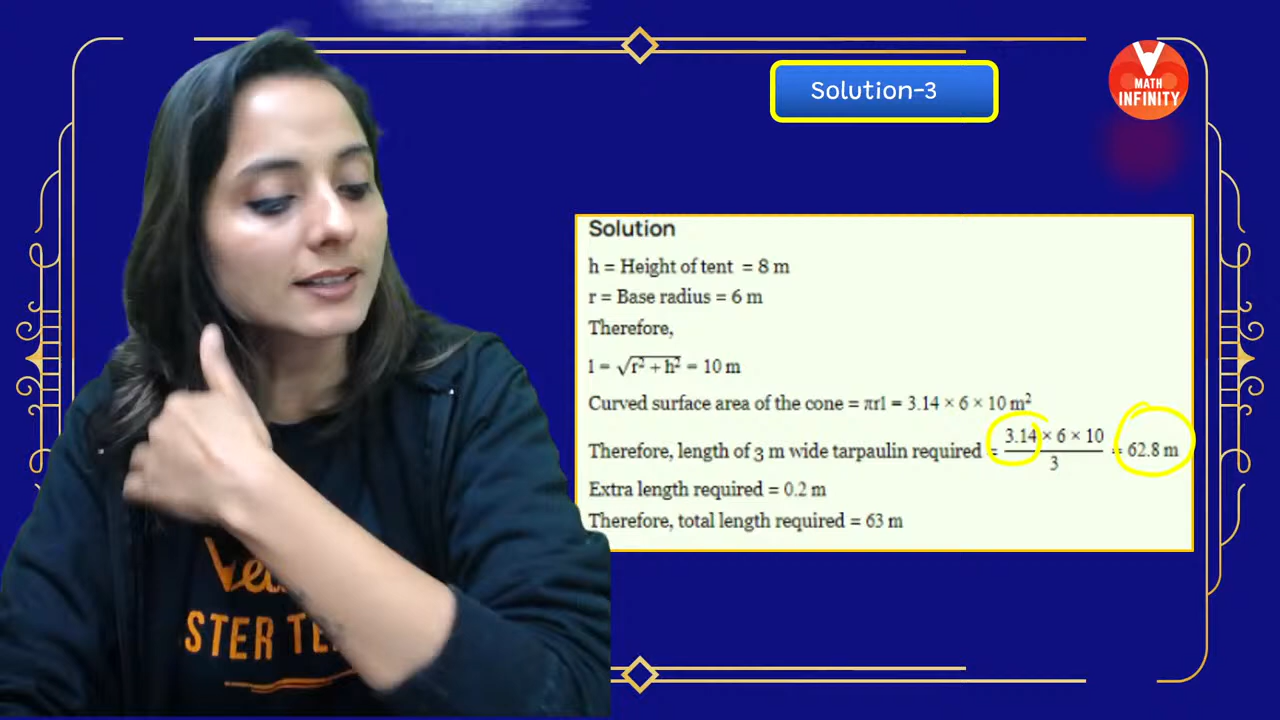 Solution-3
MATH
INFINITY
Solution
h = Height of tent = 8 m
r = Base radius = 6 m
Therefore,
l = √r² + h² = 10 m
Curved surface area of the cone = πrl = 3.14 × 6 × 10 m²
Therefore, length of 3 m wide tarpaulin required = 3.14 × 6 × 10 / 3 = 62.8 m
Extra length required = 0.2 m
Therefore, total length required = 63 m